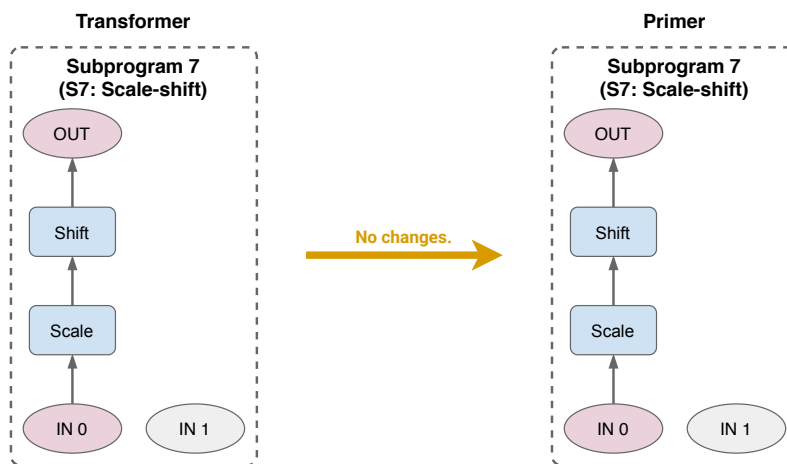 Transformer
Subprogram 7
(S7: Scale-shift)
OUT
Shift
Scale
IN 0
IN 1
No changes.
Primer
Subprogram 7
(S7: Scale-shift)
OUT
Shift
Scale
IN 0
IN 1